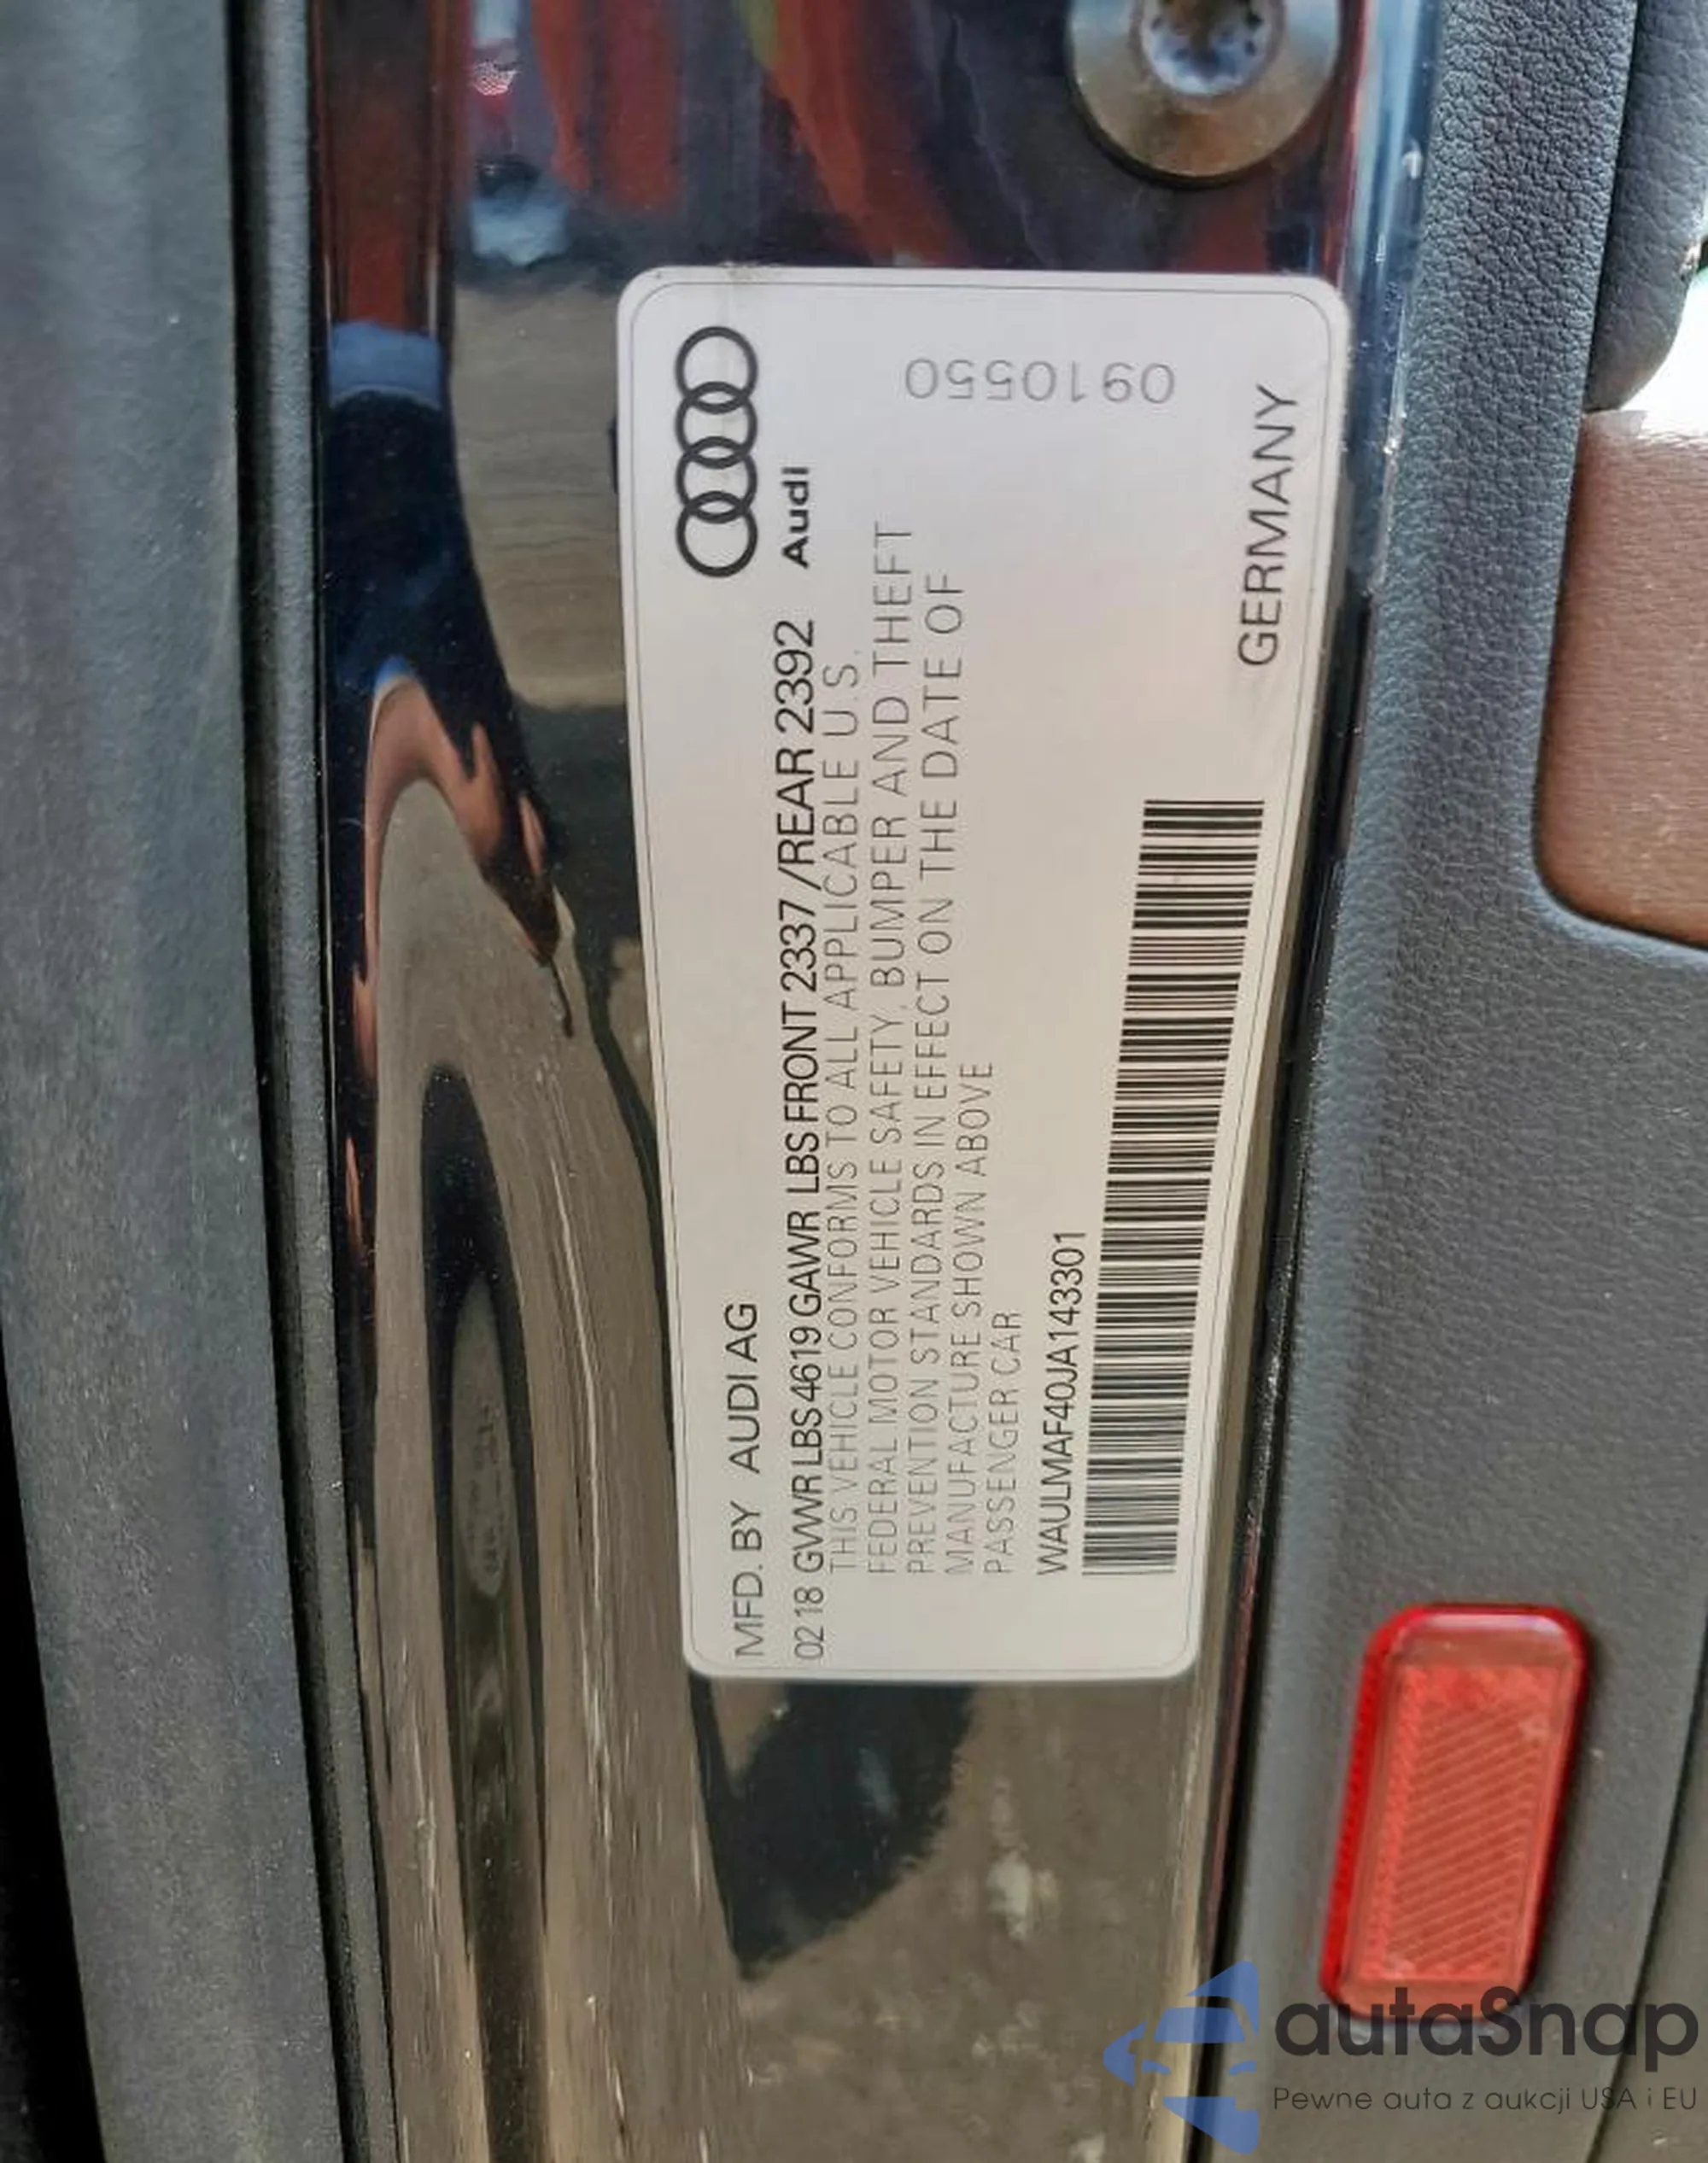 Audi
0910550
MFD. BY AUDI AG
02 18 GVWR LBS 4619 GAWR LBS FRONT 2337 /REAR 2392
THIS VEHICLE CONFORMS TO ALL APPLICABLE U S.
FEDERAL MOTOR VEHICLE SAFETY, BUMPER AND THEFT
PREVENTION STANDARDS IN EFFECT ON THE DATE OF
MANUFACTURE SHOWN ABOVE
PASSENGER CAR
WAULMAF40JA143301
GERMANY
autaSnap
Pewne auta z aukcji USA i EU